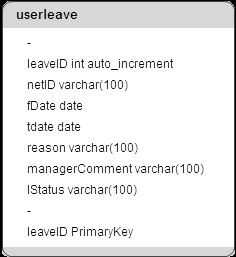 userleave
-
leaveID int auto_increment
netID varchar(100)
fDate date
tdate date
reason varchar(100)
managerComment varchar(100)
lStatus varchar(100)
-
leaveID PrimaryKey